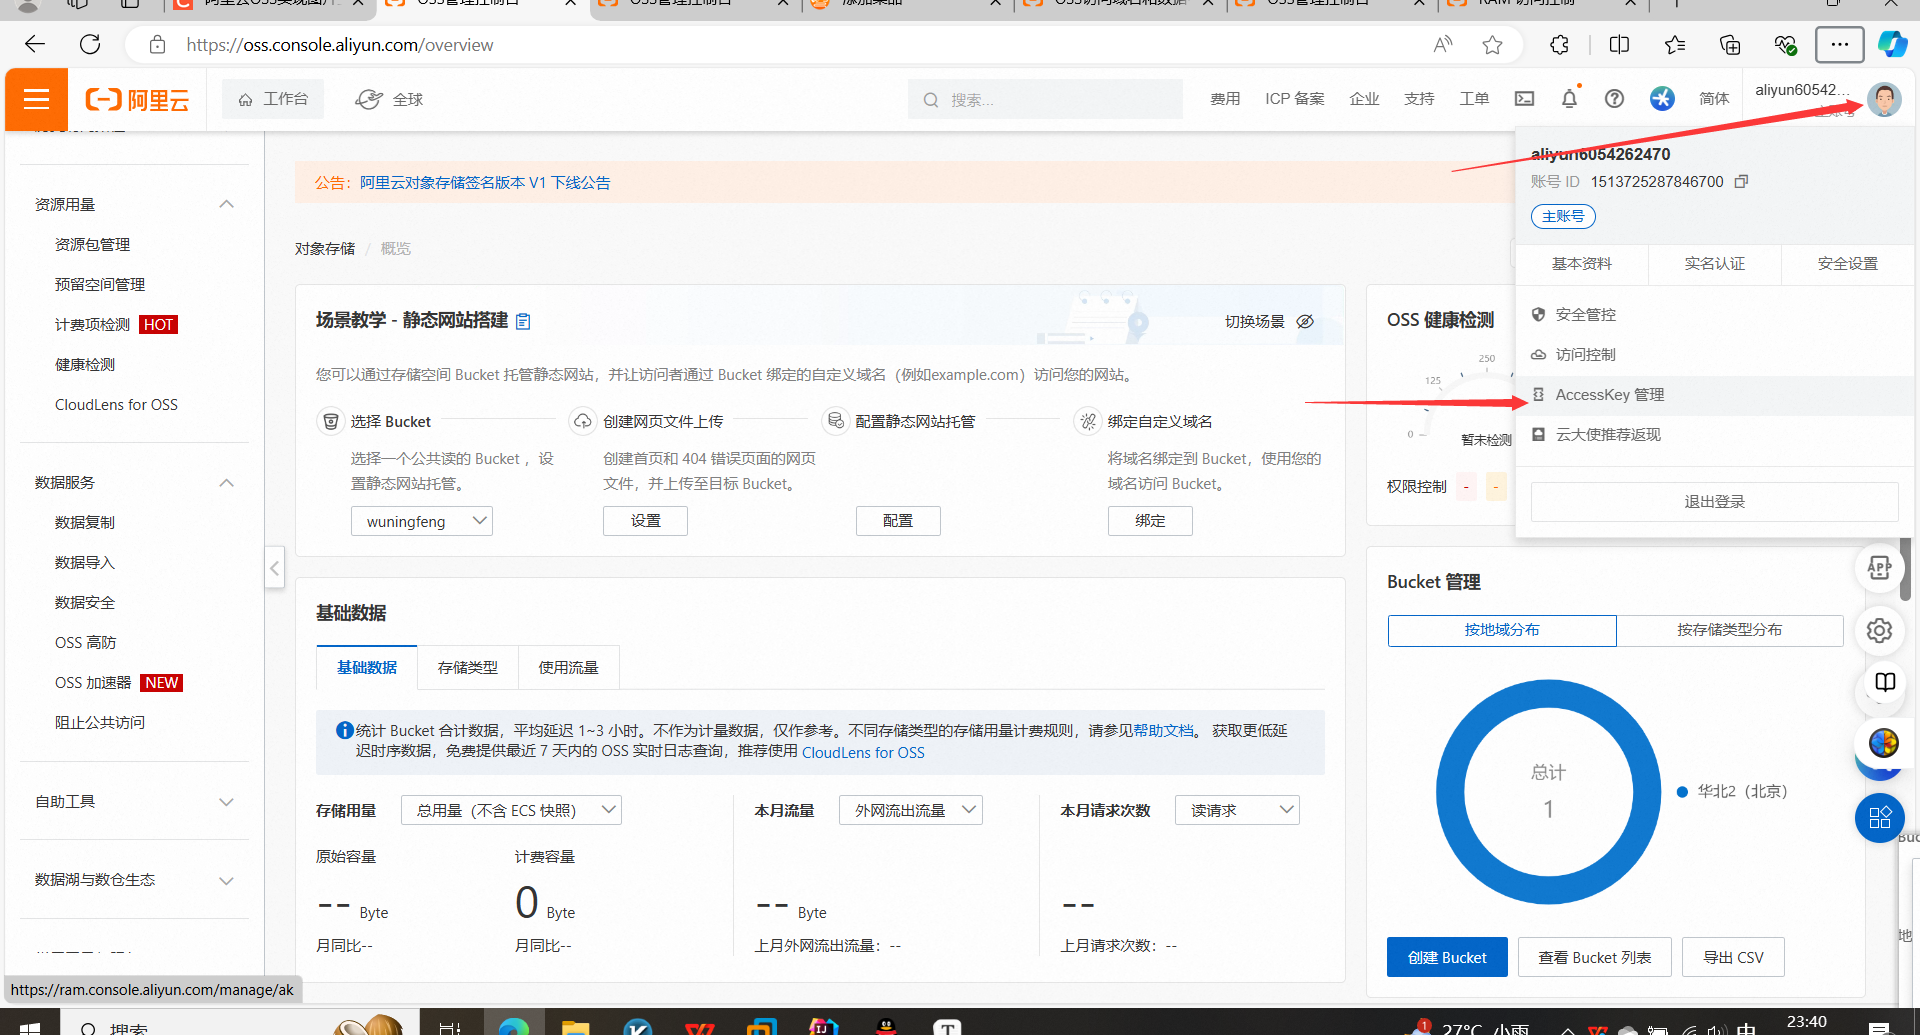 https://oss.console.aliyun.com/overview
阿里云
工作台
全球
搜索...
费用
ICP 备案
企业
支持
工单
简体
aliyun60542...
主账号
资源用量
资源包管理
预留空间管理
计费项检测 HOT
健康检测
CloudLens for OSS
数据服务
数据复制
数据导入
数据安全
OSS 高防
OSS 加速器 NEW
阻止公共访问
自助工具
数据湖与数仓生态
公告：阿里云对象存储签名版本 V1 下线公告
对象存储 / 概览
场景教学 - 静态网站搭建
切换场景
您可以通过存储空间 Bucket 托管静态网站，并让访问者通过 Bucket 绑定的自定义域名（例如example.com）访问您的网站。
选择 Bucket
选择一个公共读的 Bucket ，设
置静态网站托管。
wuningfeng
创建网页文件上传
创建首页和 404 错误页面的网页
文件，并上传至目标 Bucket。
设置
配置静态网站托管
配置
绑定自定义域名
将域名绑定到 Bucket，使用您的
域名访问 Bucket。
绑定
基础数据
基础数据
存储类型
使用流量
统计 Bucket 合计数据，平均延迟 1~3 小时。不作为计量数据，仅作参考。不同存储类型的存储用量计费规则，请参见帮助文档。 获取更低延
迟时序数据，免费提供最近 7 天内的 OSS 实时日志查询，推荐使用 CloudLens for OSS
存储用量
总用量（不含 ECS 快照）
原始容量
-- Byte
月同比--
计费容量
0 Byte
月同比--
本月流量
外网流出流量
-- Byte
上月外网流出流量：--
本月请求次数
读请求
--
上月请求次数：--
OSS 健康检测
250
125
0
暂未检测
权限控制 - -
aliyun6054262470
账号 ID 1513725287846700
主账号
基本资料
实名认证
安全设置
安全管控
访问控制
AccessKey 管理
云大使推荐返现
退出登录
Bucket 管理
按地域分布
按存储类型分布
总计
1
华北2（北京）
创建 Bucket
查看 Bucket 列表
导出 CSV
APP
地
https://ram.console.aliyun.com/manage/ak
搜索
1
27°C 小雨
中
23:40